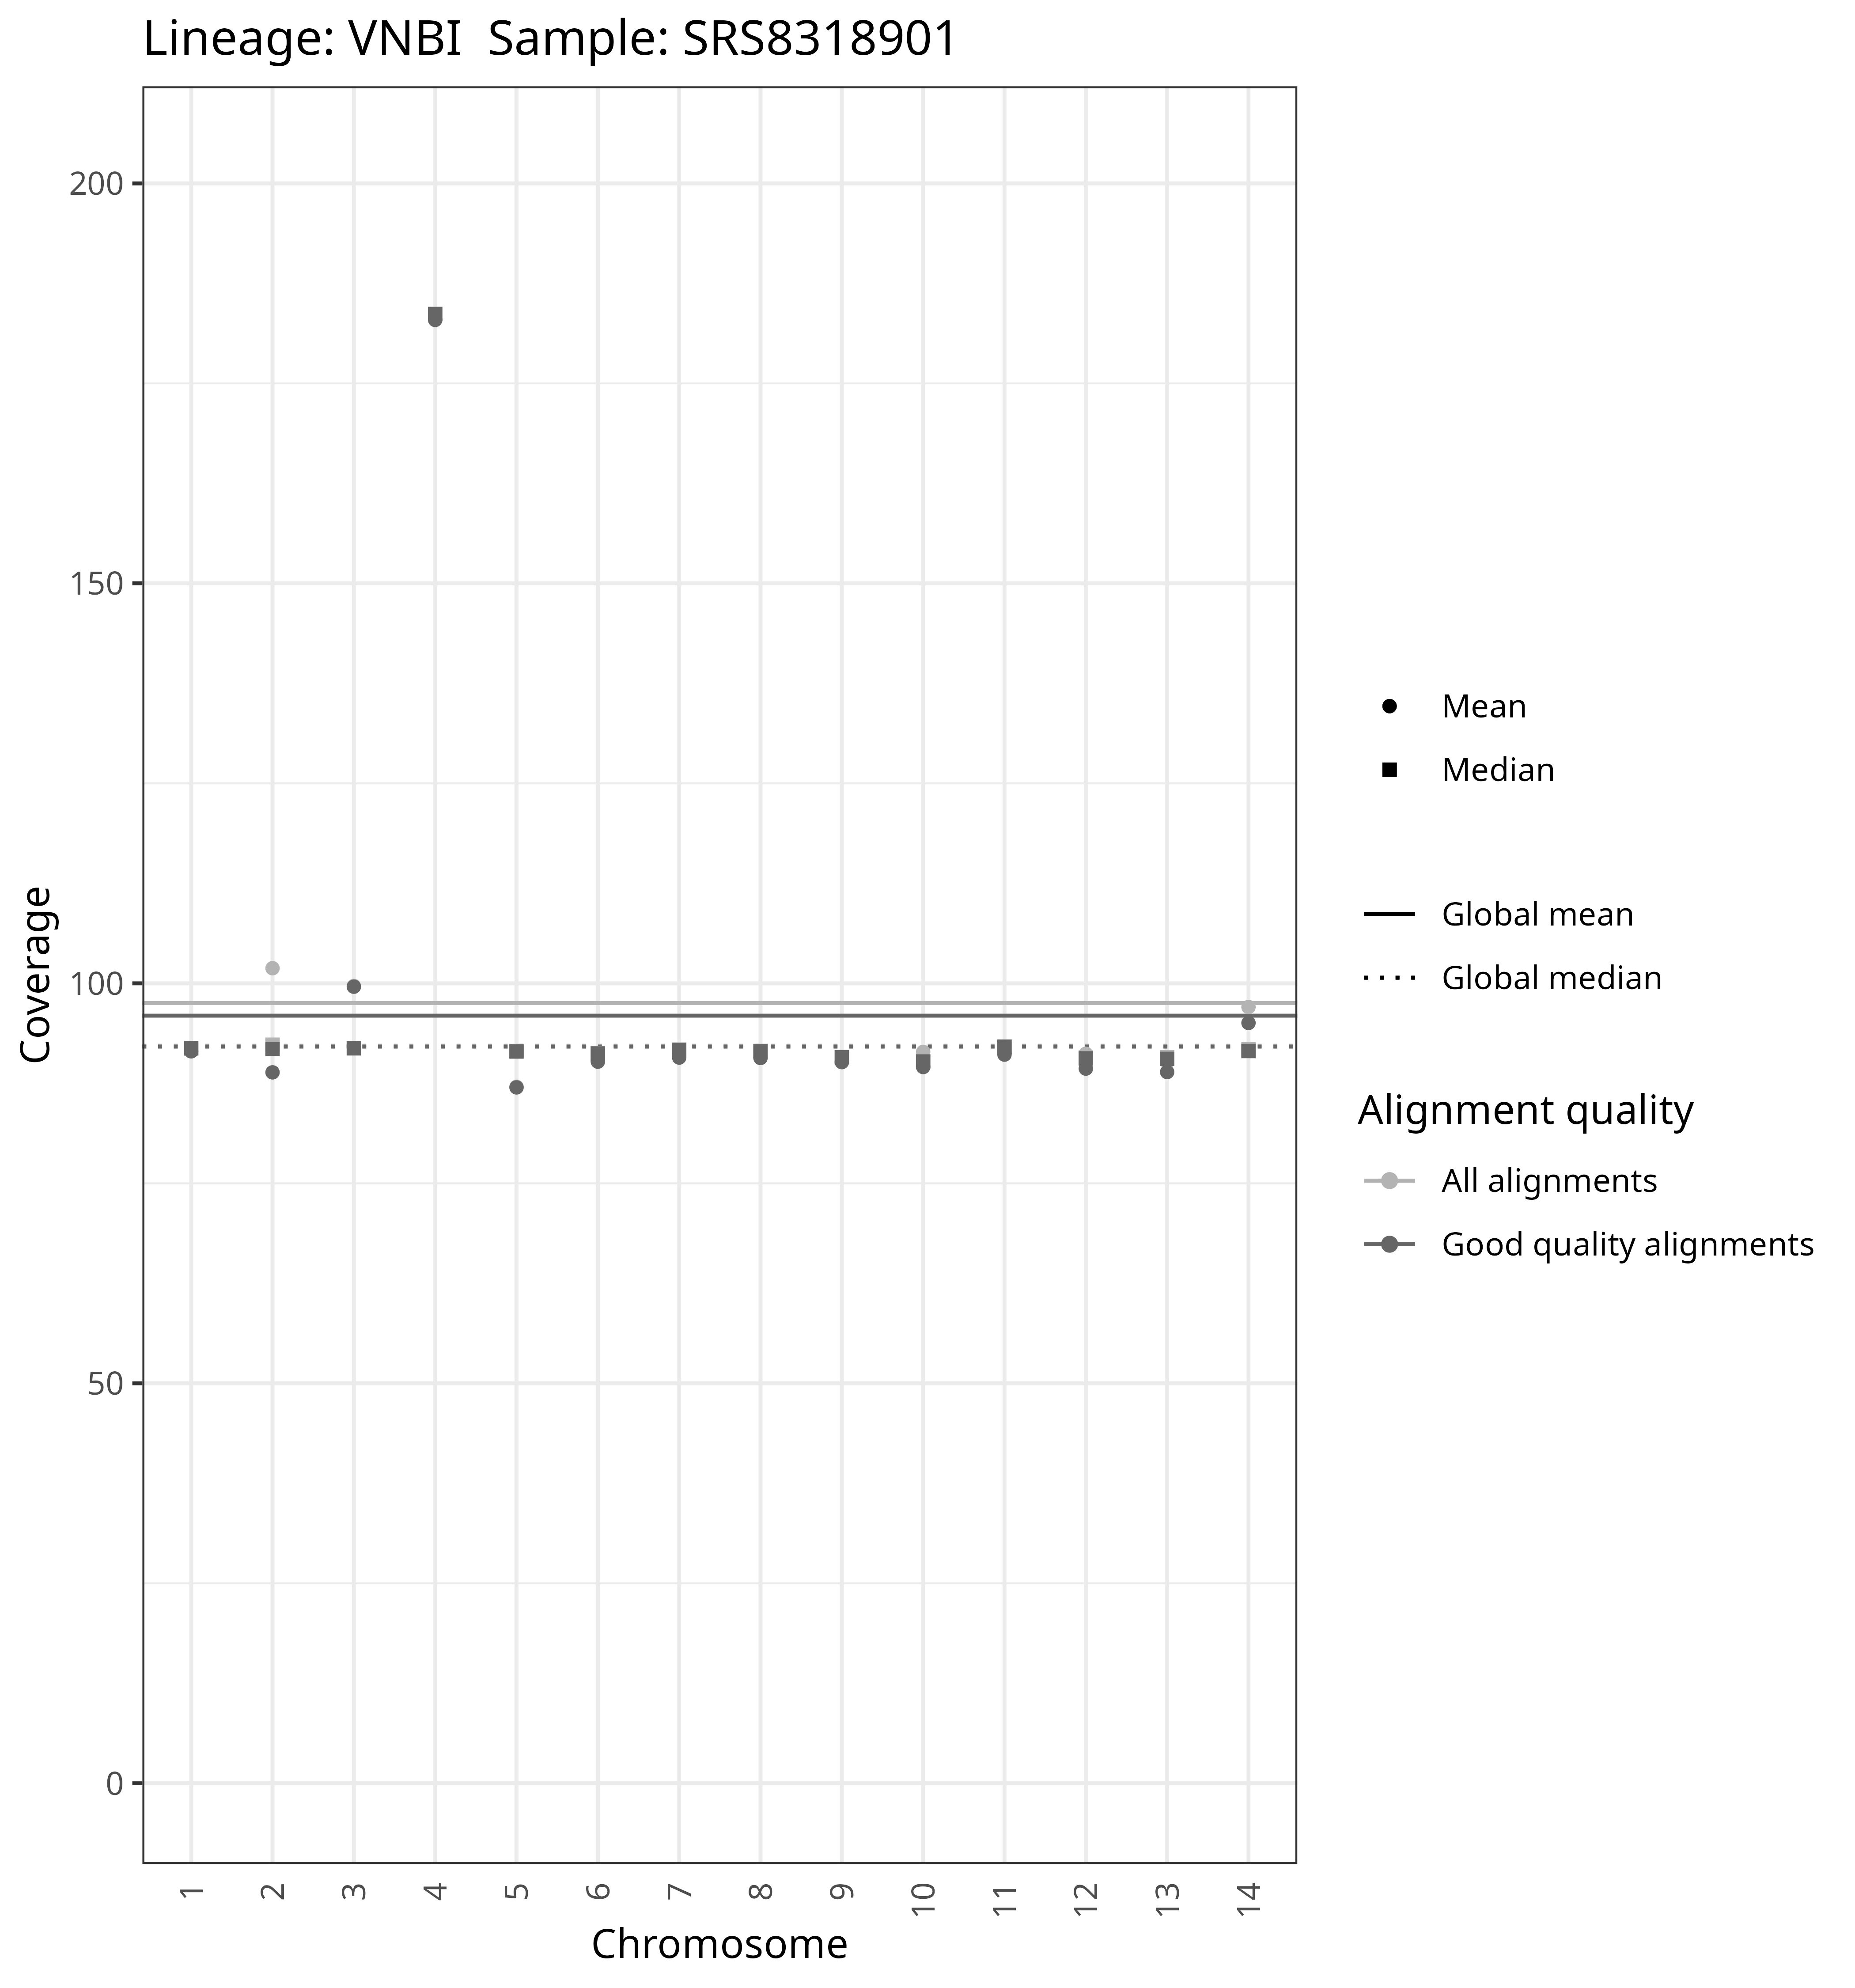 Lineage: VNBI  Sample: SRS8318901
200
150
100
50
0
Coverage
1 2 3 4 5 6 7 8 9 10 11 12 13 14
Chromosome
Mean
Median
Global mean
Global median
Alignment quality
All alignments
Good quality alignments